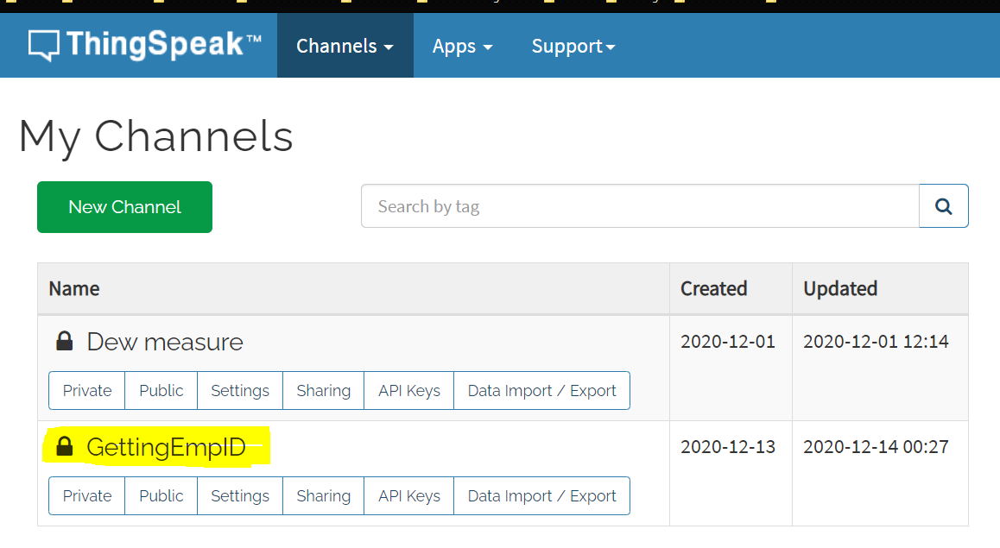 ThingSpeak™ Channels Apps Support
My Channels
New Channel Search by tag
Name Created Updated
Dew measure 2020-12-01 2020-12-01 12:14
Private Public Settings Sharing API Keys Data Import / Export
GettingEmpID 2020-12-13 2020-12-14 00:27
Private Public Settings Sharing API Keys Data Import / Export